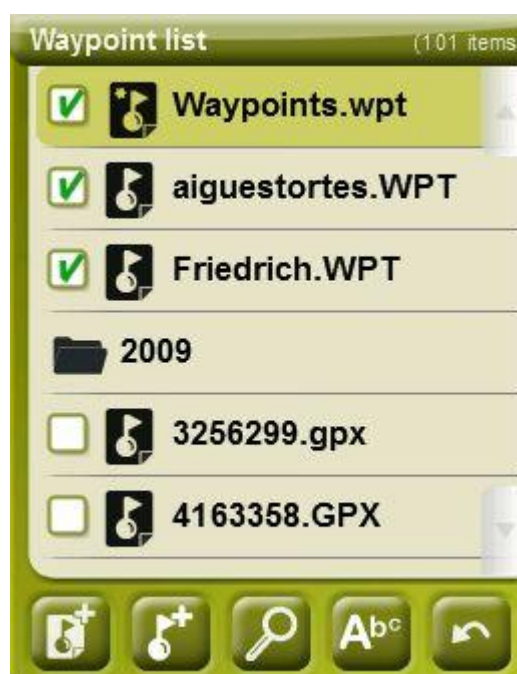 Waypoint list (101 items
Waypoints.wpt
aiguestortes.WPT
Friedrich.WPT
2009
3256299.gpx
4163358.GPX
Abc